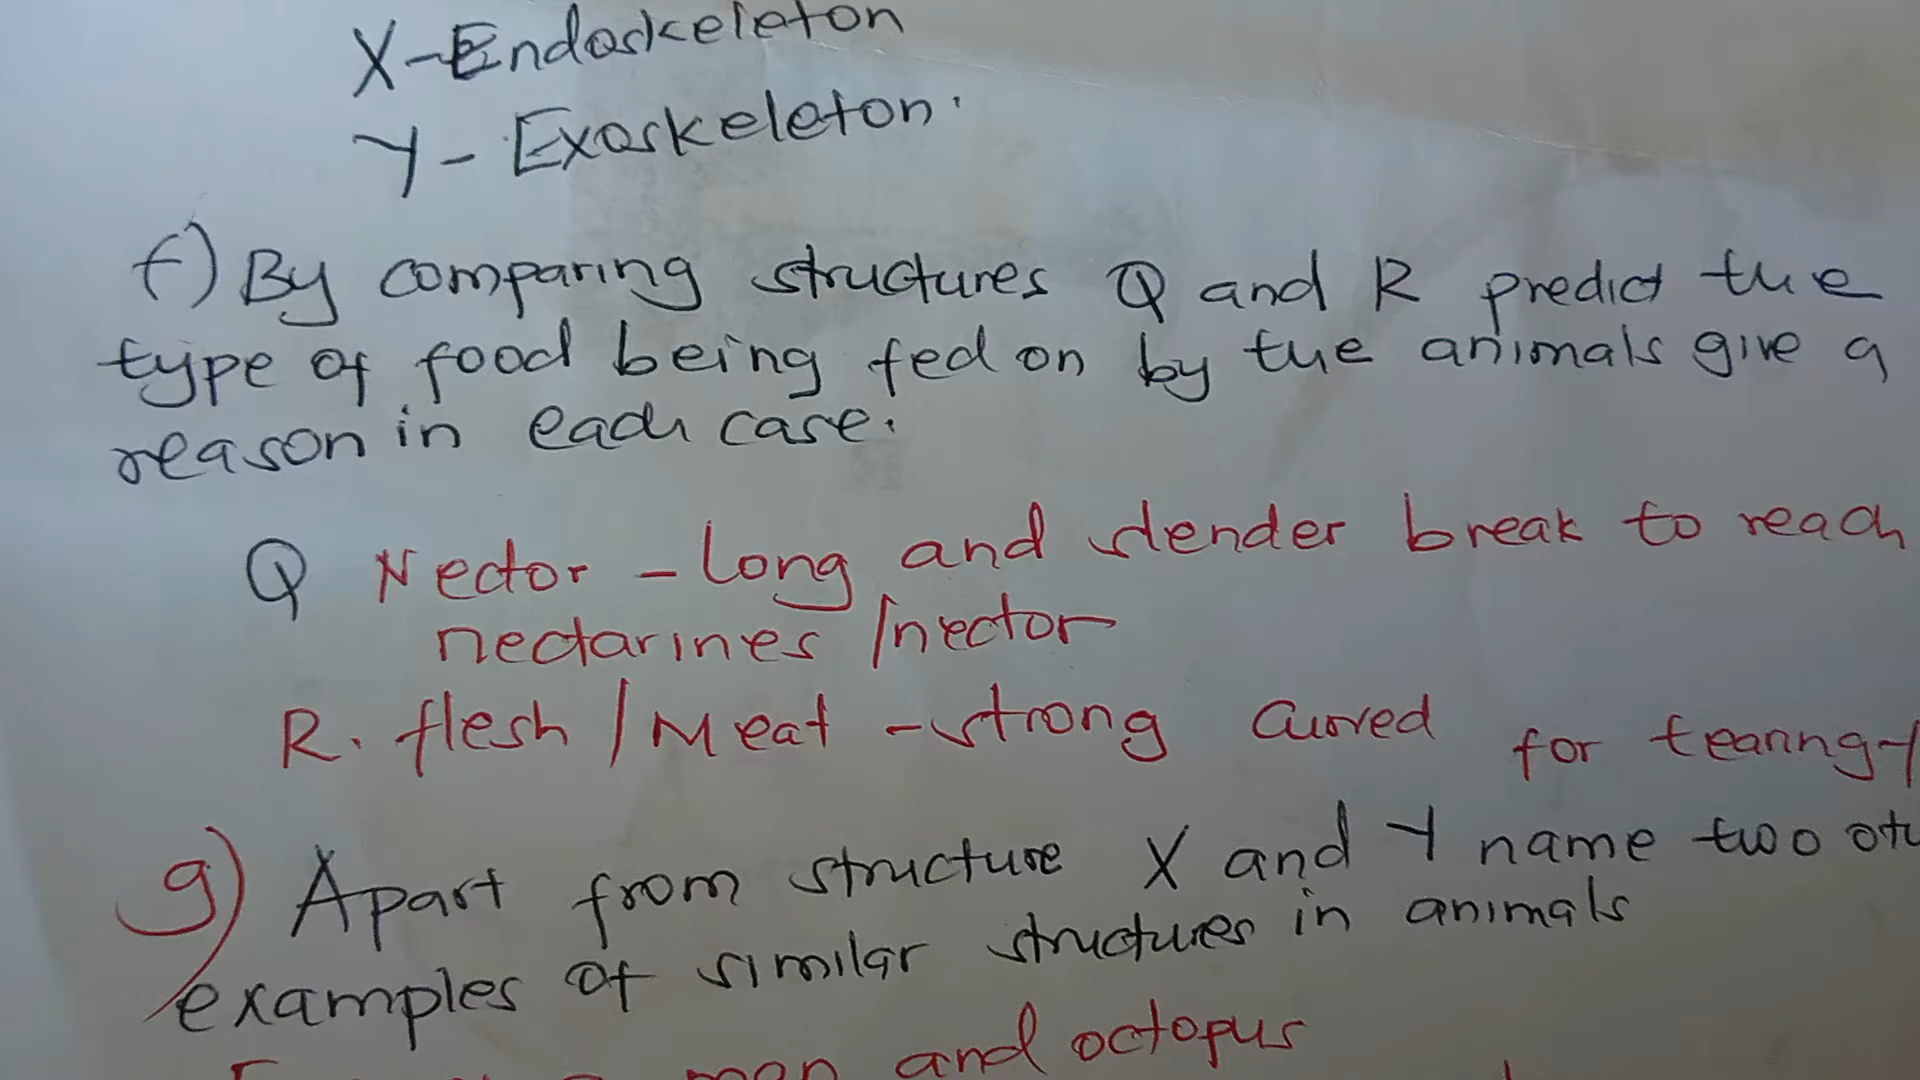 X-Endoskeleton
Y- Exoskeleton.
f) By comparing structures Q and R predict the
type of food being fed on by the animals give a
reason in each case.
Q Nector - long and slender break to reach
nectarines /nector
R. flesh / Meat - strong curved for tearing
g) Apart from structure X and Y name two
examples of similar structures in animals
man and octopus